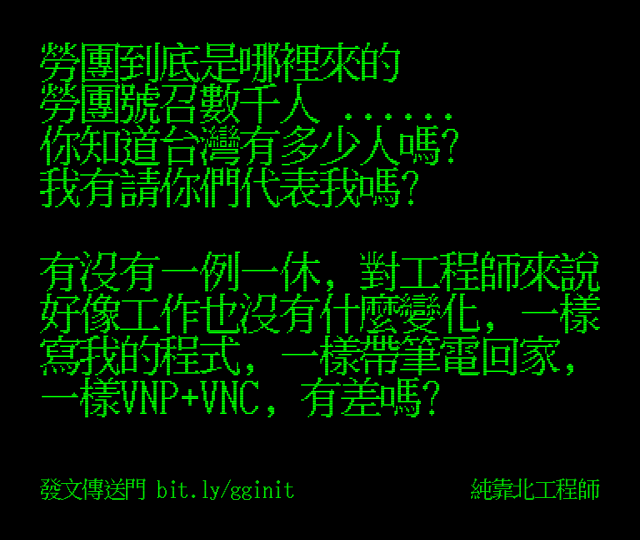 勞團到底是哪裡來的
勞團號召數千人 ......
你知道台灣有多少人嗎?
我有請你們代表我嗎?
有沒有一例一休, 對工程師來說
好像工作也沒有什麼變化, 一樣
寫我的程式, 一樣帶筆電回家,
一樣VNP+VNC, 有差嗎?
發文傳送門 bit.ly/gginit
純靠北工程師